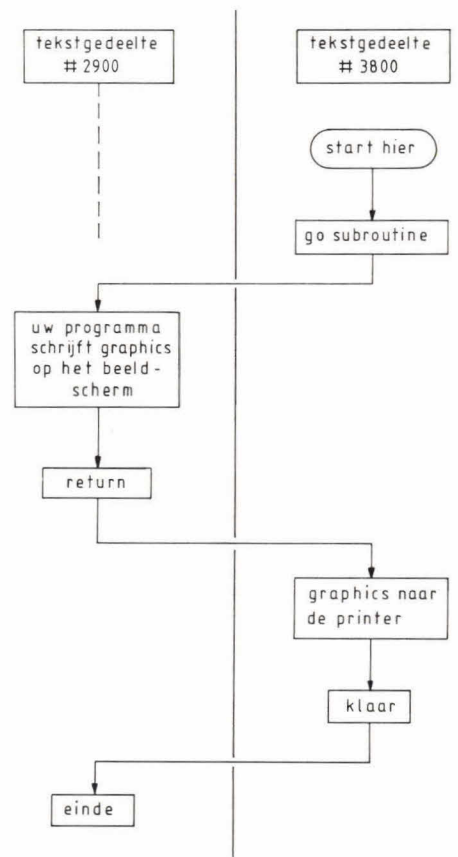 tekstgedeelte
# 2900
tekstgedeelte
# 3800
start hier
go subroutine
uw programma
schrijft graphics
op het beeld-
scherm
return
graphics naar
de printer
klaar
einde